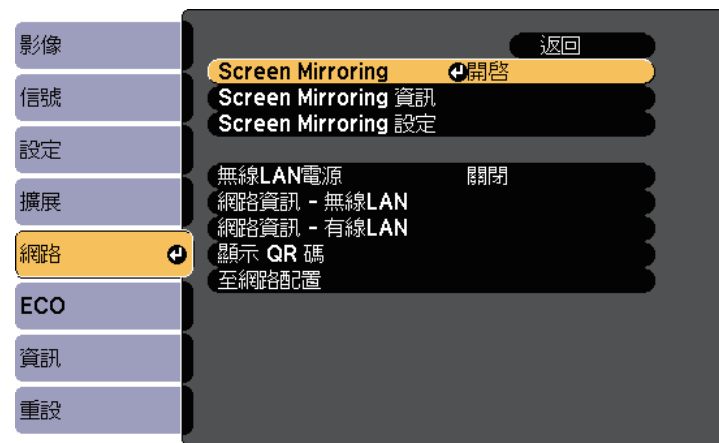 影像
信號
設定
擴展
網路
ECO
資訊
重設
返回
Screen Mirroring 開啓
Screen Mirroring 資訊
Screen Mirroring 設定
無線LAN電源 關閉
網路資訊 - 無線LAN
網路資訊 - 有線LAN
顯示 QR 碼
至網路配置